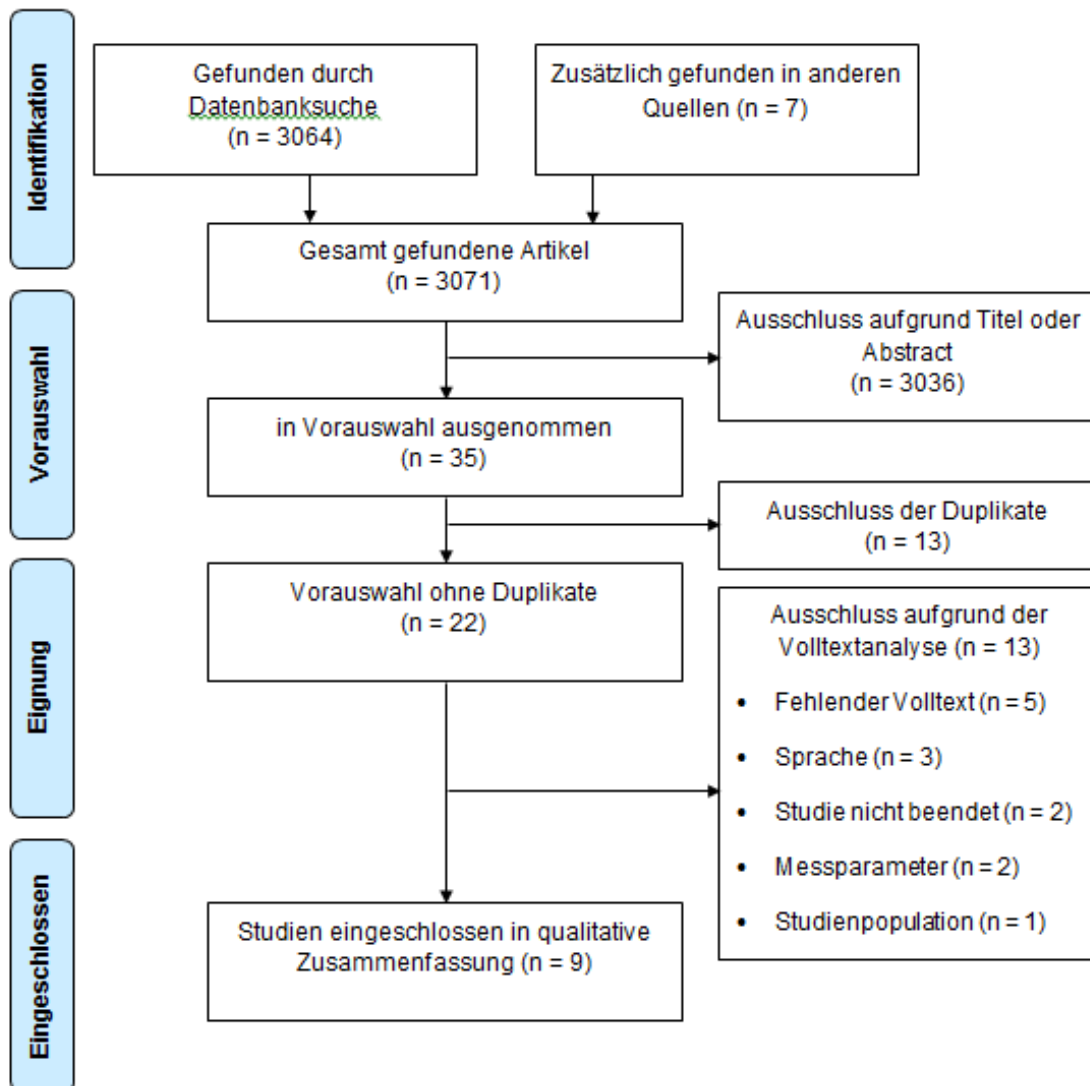 Identifikation
Gefunden durch
Datenbanksuche
(n = 3064)
Zusätzlich gefunden in anderen
Quellen (n = 7)
Gesamt gefundene Artikel
(n = 3071)
Vorauswahl
Ausschluss aufgrund Titel oder
Abstract
(n = 3036)
in Vorauswahl ausgenommen
(n = 35)
Ausschluss der Duplikate
(n = 13)
Eignung
Vorauswahl ohne Duplikate
(n = 22)
Ausschluss aufgrund der
Volltextanalyse (n = 13)
• Fehlender Volltext (n = 5)
• Sprache (n = 3)
• Studie nicht beendet (n = 2)
• Messparameter (n = 2)
• Studienpopulation (n = 1)
Eingeschlossen
Studien eingeschlossen in qualitative
Zusammenfassung (n = 9)